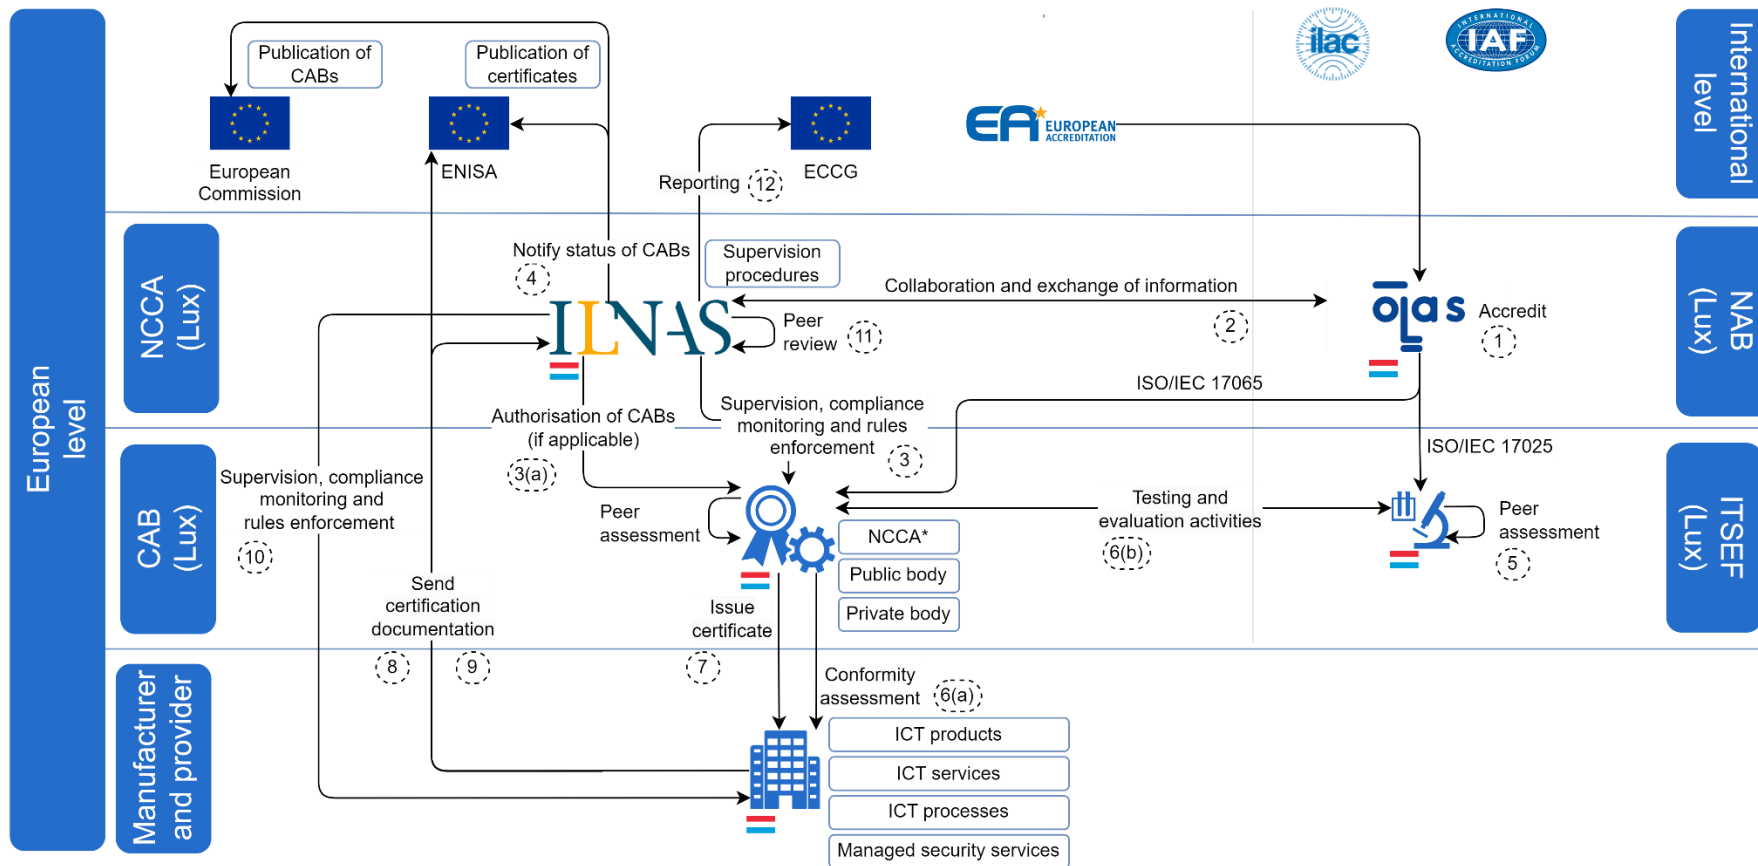 Publication of
CABs
Publication of
certificates
ilac
INTERNATIONAL
IAF
ACCREDITATION FORUM
International
level
European
Commission
ENISA
Reporting
12
ECCG
EA
EUROPEAN
ACCREDITATION
European
level
NCCA
(Lux)
Notify status of CABs
4
Supervision
procedures
Collaboration and exchange of information
2
ILNAS
Peer
review
11
olas
Accredit
1
NAB
(Lux)
ISO/IEC 17065
Authorisation of CABs
(if applicable)
3(a)
Supervision, compliance
monitoring and rules
enforcement
3
ISO/IEC 17025
CAB
(Lux)
Supervision, compliance
monitoring and
rules enforcement
10
Peer
assessment
Testing and
evaluation activities
6(b)
Peer
assessment
5
ITSEF
(Lux)
NCCA*
Public body
Private body
Send
certification
documentation
8
9
Issue
certificate
7
Conformity
assessment
6(a)
Manufacturer
and provider
ICT products
ICT services
ICT processes
Managed security services